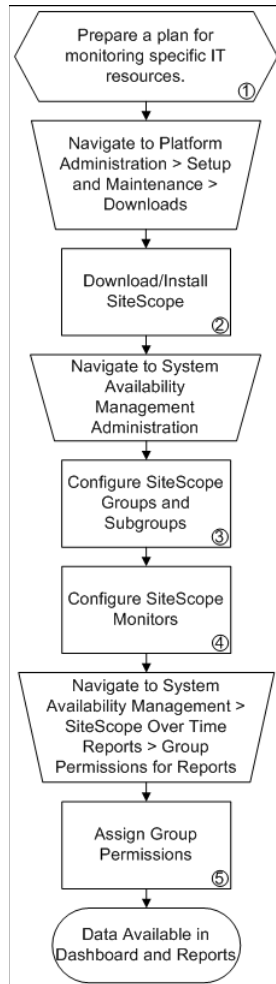 Prepare a plan for
monitoring specific IT
resources.
1
Navigate to Platform
Administration > Setup
and Maintenance >
Downloads
Download/Install
SiteScope
2
Navigate to System
Availability
Management
Administration
Configure SiteScope
Groups and
Subgroups
3
Configure SiteScope
Monitors
4
Navigate to System
Availability Management >
SiteScope Over Time
Reports > Group
Permissions for Reports
Assign Group
Permissions
5
Data Available in
Dashboard and Reports